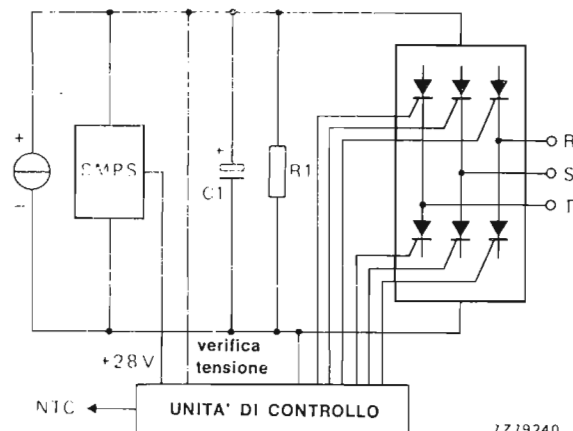 +
SMPS
-
+
C1
R1
R
S
T
+28V
verifica
tensione
NTC
UNITA' DI CONTROLLO
7Z79240